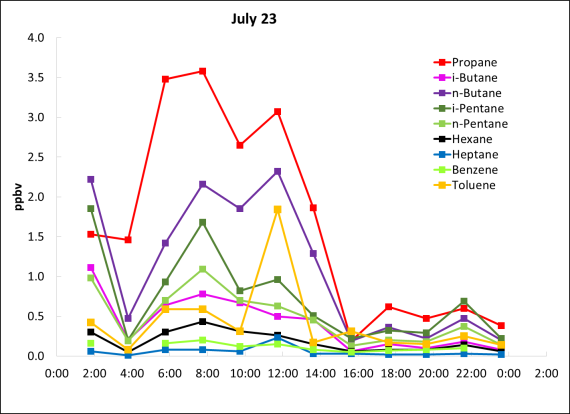 July 23
4.0
3.5
3.0
2.5
2.0
1.5
1.0
0.5
0.0
ppbv
Propane
i-Butane
n-Butane
i-Pentane
n-Pentane
Hexane
Heptane
Benzene
Toluene
0:00 2:00 4:00 6:00 8:00 10:00 12:00 14:00 16:00 18:00 20:00 22:00 0:00 2:00